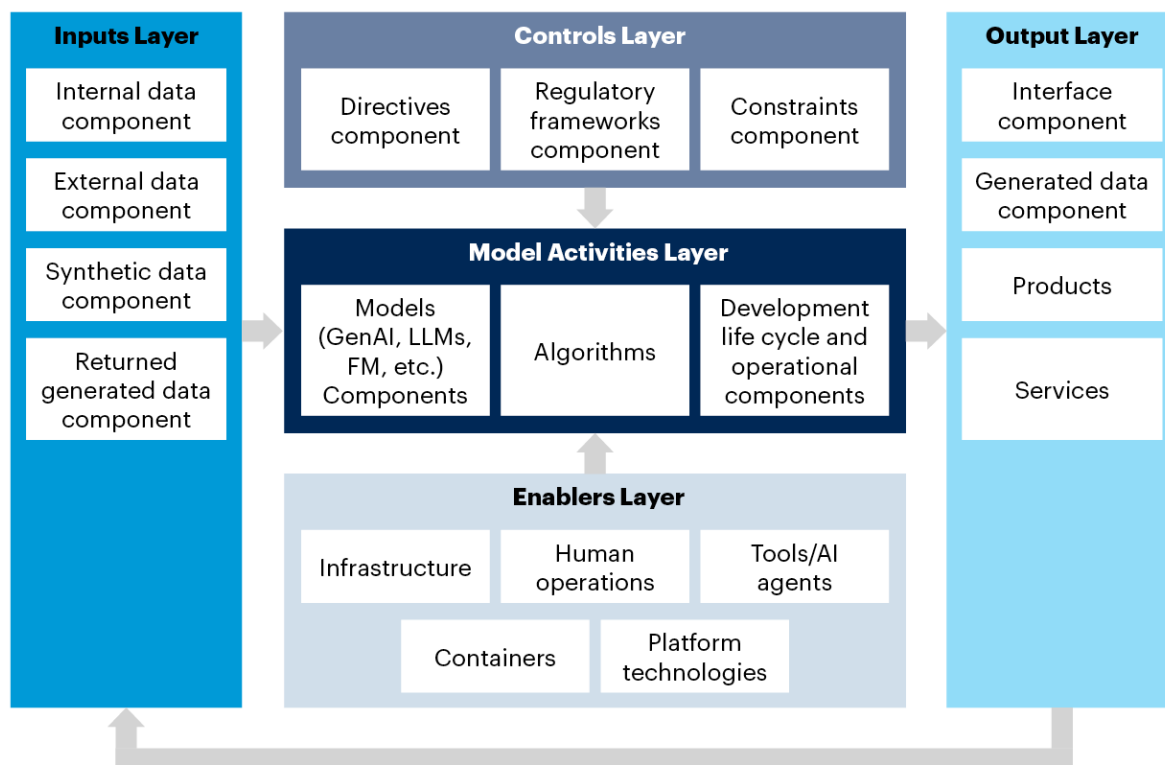 Inputs Layer
Internal data
component
External data
component
Synthetic data
component
Returned
generated data
component
Controls Layer
Directives
component
Regulatory
frameworks
component
Constraints
component
Model Activities Layer
Models
(GenAI, LLMs,
FM, etc.)
Components
Algorithms
Development
life cycle and
operational
components
Enablers Layer
Infrastructure
Human
operations
Tools/AI
agents
Containers
Platform
technologies
Output Layer
Interface
component
Generated data
component
Products
Services